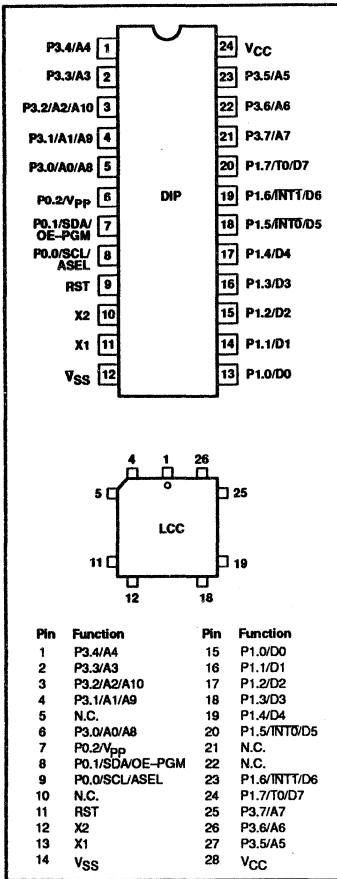 P3.4/A4 1 24 VCC
P3.3/A3 2 23 P3.5/A5
P3.2/A2/A10 3 22 P3.6/A6
P3.1/A1/A9 4 21 P3.7/A7
P3.0/A0/A8 5 20 P1.7/T0/D7
P0.2/VPP 6 DIP 19 P1.6/INT1/D6
P0.1/SDA/
OE–PGM 7 18 P1.5/INT0/D5
P0.0/SCL/
ASEL 8 17 P1.4/D4
RST 9 16 P1.3/D3
X2 10 15 P1.2/D2
X1 11 14 P1.1/D1
VSS 12 13 P1.0/D0
4 1 26
5 25
LCC
11 19
12 18
Pin Function Pin Function
1 P3.4/A4 15 P1.0/D0
2 P3.3/A3 16 P1.1/D1
3 P3.2/A2/A10 17 P1.2/D2
4 P3.1/A1/A9 18 P1.3/D3
5 N.C. 19 P1.4/D4
6 P3.0/A0/A8 20 P1.5/INT0/D5
7 P0.2/VPP 21 N.C.
8 P0.1/SDA/OE–PGM 22 N.C.
9 P0.0/SCL/ASEL 23 P1.6/INT1/D6
10 N.C. 24 P1.7/T0/D7
11 RST 25 P3.7/A7
12 X2 26 P3.6/A6
13 X1 27 P3.5/A5
14 VSS 28 VCC